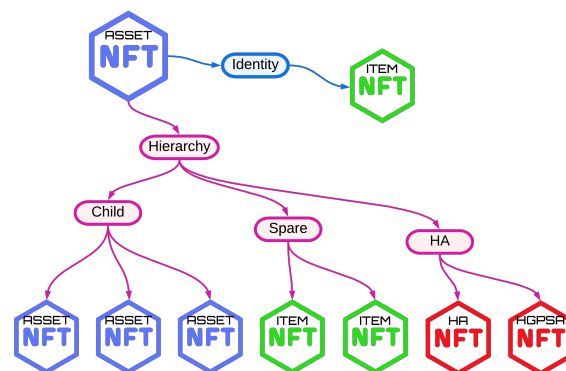 ASSET
NFT
Identity
ITEM
NFT
Hierarchy
Child
Spare
HA
ASSET
NFT
ASSET
NFT
ASSET
NFT
ITEM
NFT
ITEM
NFT
HA
NFT
HGPSA
NFT